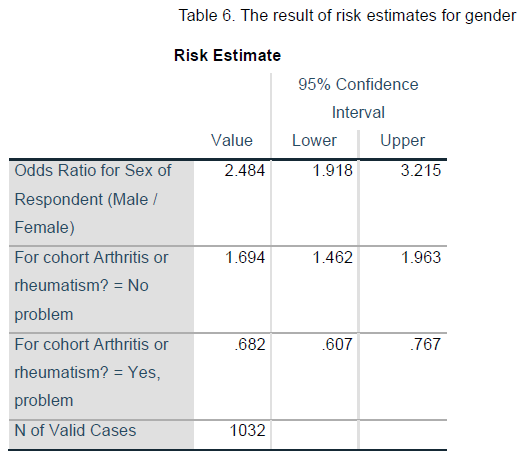 Table 6. The result of risk estimates for gender
Risk Estimate
95% Confidence
Interval
Value Lower Upper
Odds Ratio for Sex of 2.484 1.918 3.215
Respondent (Male /
Female)
For cohort Arthritis or 1.694 1.462 1.963
rheumatism? = No
problem
For cohort Arthritis or .682 .607 .767
rheumatism? = Yes,
problem
N of Valid Cases 1032